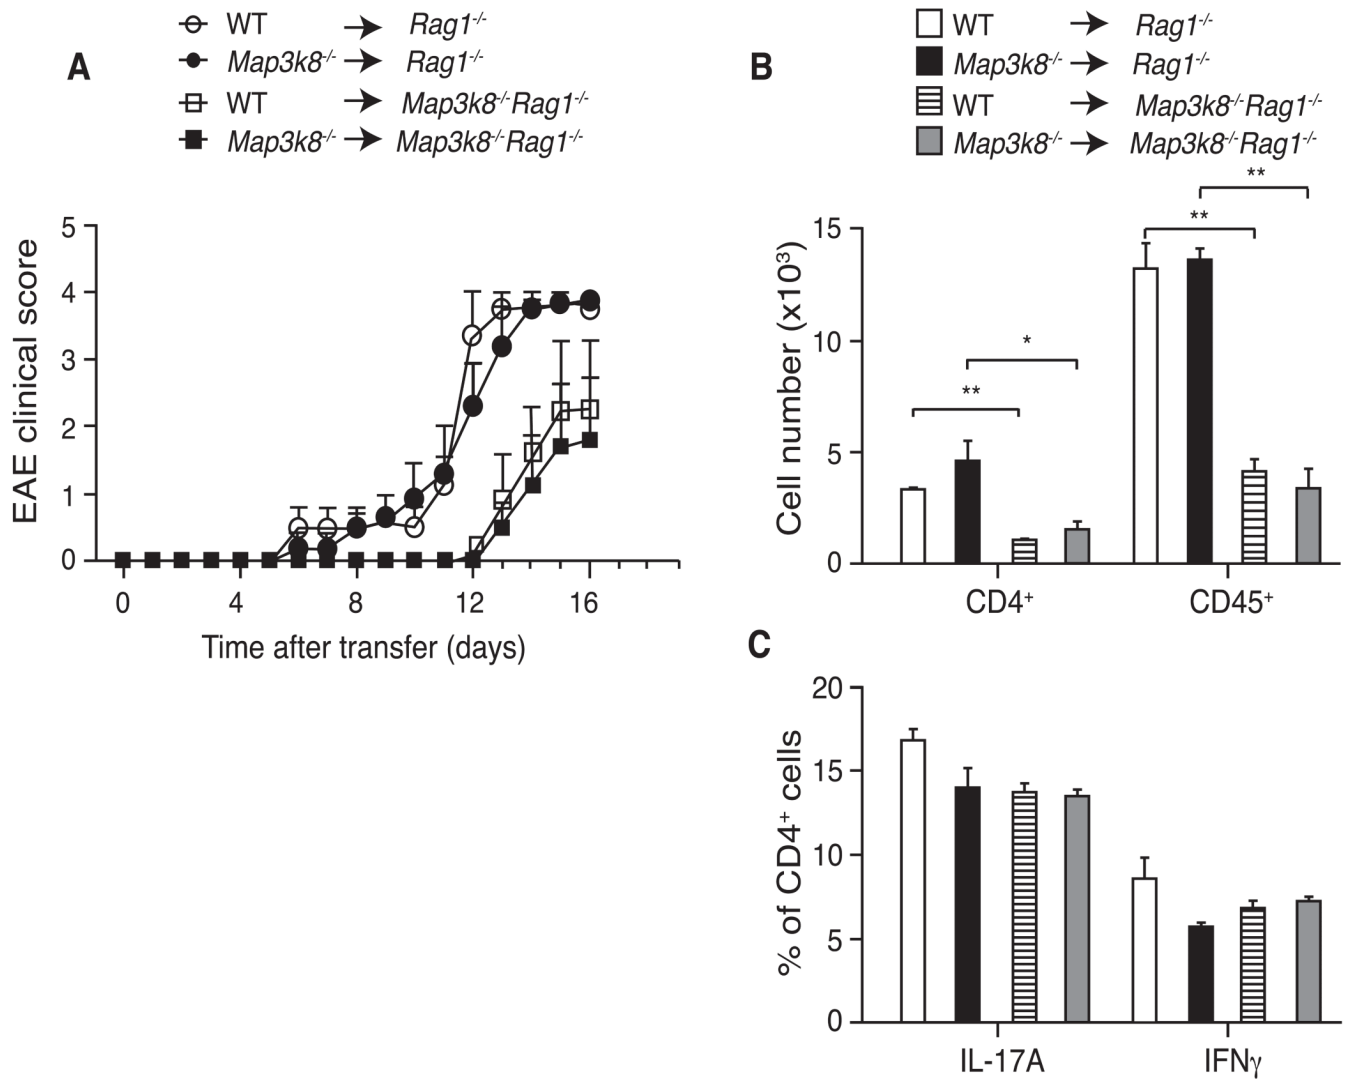 A
WT → Rag1-/-
Map3k8-/- → Rag1-/-
WT → Map3k8-/-Rag1-/-
Map3k8-/- → Map3k8-/-Rag1-/-
EAE clinical score
5
4
3
2
1
0
0 4 8 12 16
Time after transfer (days)
B
WT → Rag1-/-
Map3k8-/- → Rag1-/-
WT → Map3k8-/-Rag1-/-
Map3k8-/- → Map3k8-/-Rag1-/-
Cell number (x10³)
15
10
5
0
**
*
**
**
CD4⁺ CD45⁺
C
% of CD4⁺ cells
20
15
10
5
0
IL-17A IFNγ